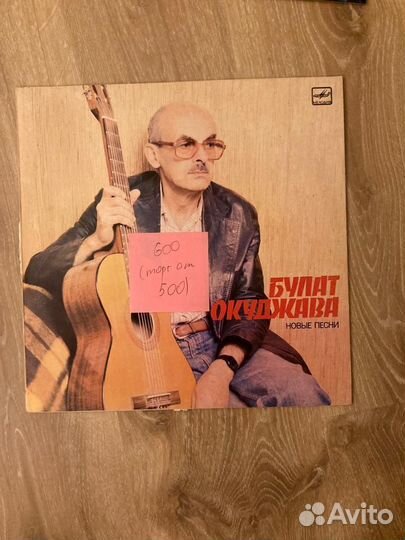 600
(торг от
500)
БУЛАТ
ОКУДЖАВА
НОВЫЕ ПЕСНИ
Avito